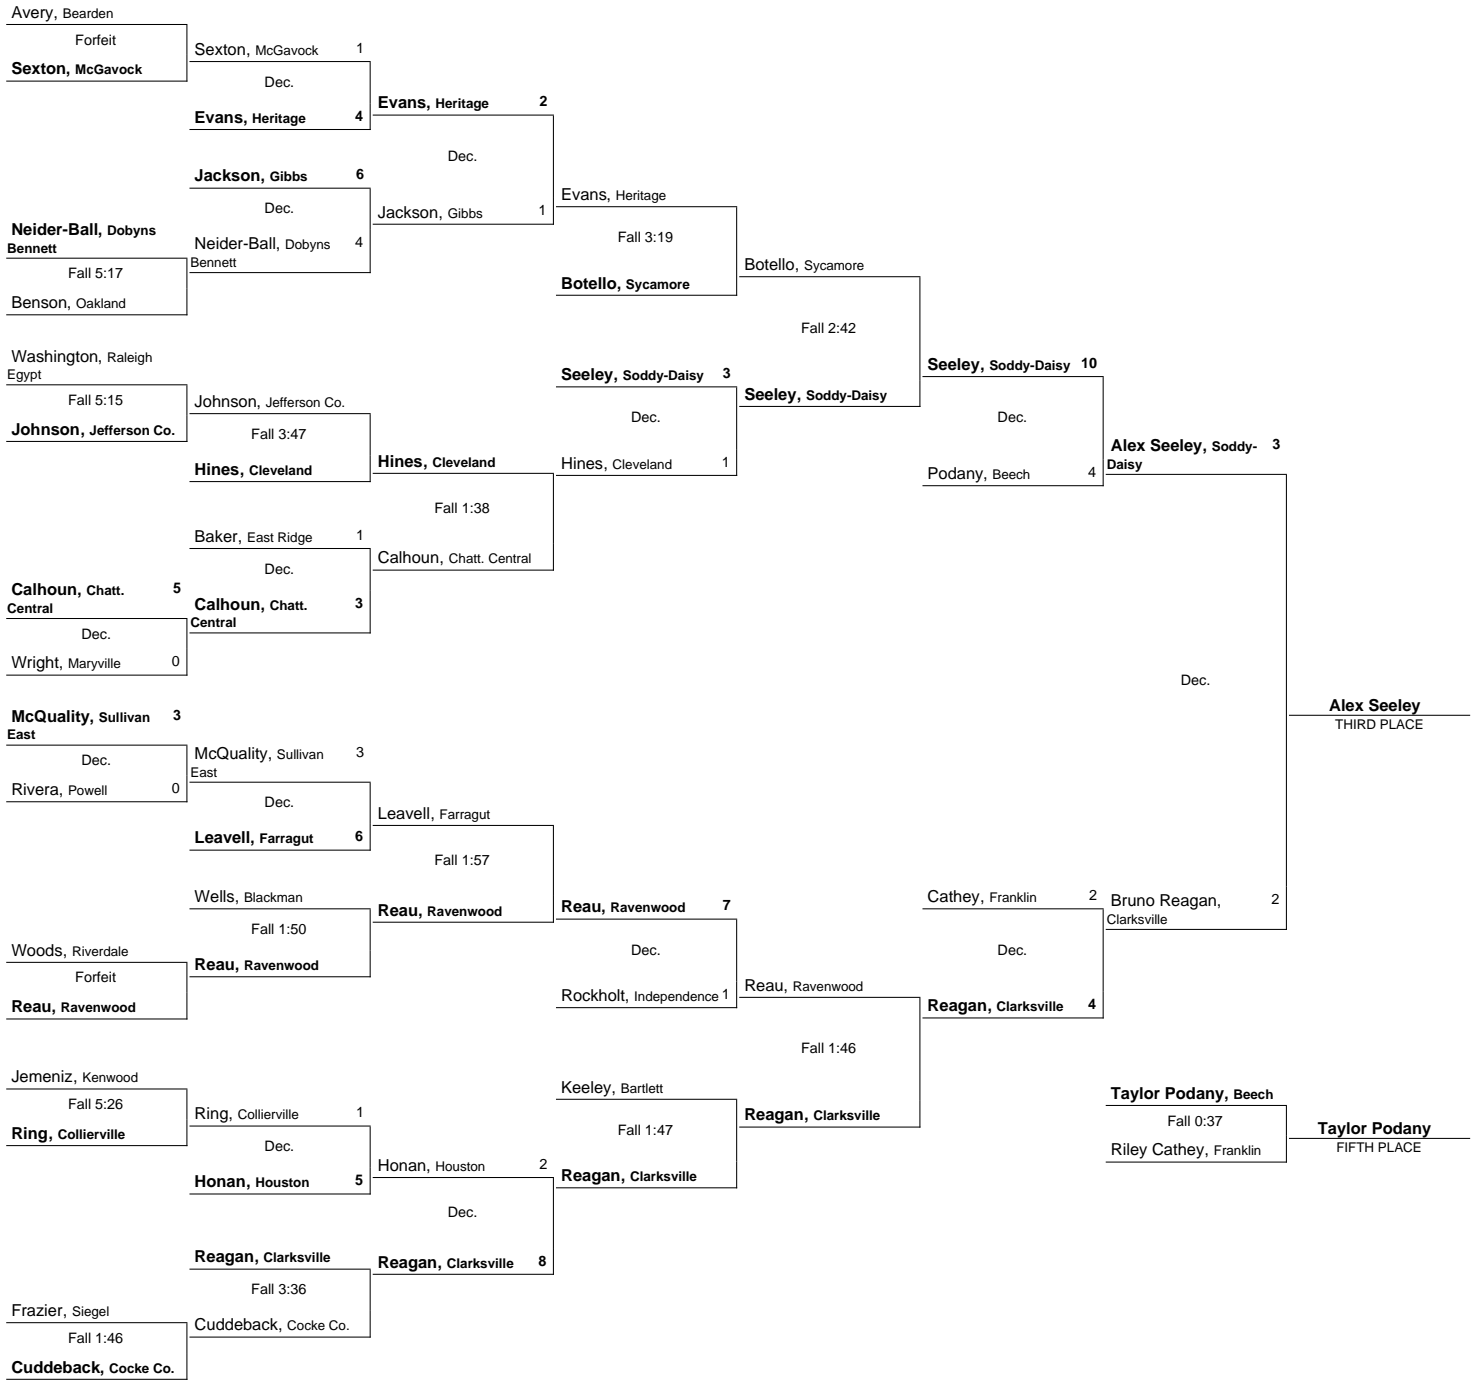 Avery, Bearden
Forfeit
Sexton, McGavock
Neider-Ball, Dobyns
Bennett
Fall 5:17
Benson, Oakland
Washington, Raleigh
Egypt
Fall 5:15
Johnson, Jefferson Co.
Calhoun, Chatt. 5
Central
Dec.
Wright, Maryville 0
McQuality, Sullivan 3
East
Dec.
Rivera, Powell 0
Woods, Riverdale
Forfeit
Reau, Ravenwood
Jemeniz, Kenwood
Fall 5:26
Ring, Collierville
Frazier, Siegel
Fall 1:46
Cuddeback, Cocke Co.
Sexton, McGavock 1
Dec.
Evans, Heritage 4
Jackson, Gibbs 6
Dec.
Neider-Ball, Dobyns 4
Bennett
Johnson, Jefferson Co.
Fall 3:47
Hines, Cleveland
Baker, East Ridge 1
Dec.
Calhoun, Chatt. 3
Central
McQuality, Sullivan 3
East
Dec.
Leavell, Farragut 6
Wells, Blackman
Fall 1:50
Reau, Ravenwood
Ring, Collierville 1
Dec.
Honan, Houston 5
Reagan, Clarksville
Fall 3:36
Cuddeback, Cocke Co.
Evans, Heritage 2
Dec.
Jackson, Gibbs 1
Hines, Cleveland
Fall 1:38
Calhoun, Chatt. Central
Leavell, Farragut
Fall 1:57
Reau, Ravenwood
Honan, Houston 2
Dec.
Reagan, Clarksville 8
Evans, Heritage
Fall 3:19
Botello, Sycamore
Seeley, Soddy-Daisy 3
Dec.
Hines, Cleveland 1
Reau, Ravenwood 7
Dec.
Rockholt, Independence 1
Keeley, Bartlett
Fall 1:47
Reagan, Clarksville
Botello, Sycamore
Fall 2:42
Seeley, Soddy-Daisy
Reau, Ravenwood
Fall 1:46
Reagan, Clarksville
Seeley, Soddy-Daisy 10
Dec.
Podany, Beech 4
Cathey, Franklin 2
Dec.
Reagan, Clarksville 4
Alex Seeley, Soddy- 3
Daisy
Dec.
Bruno Reagan, 2
Clarksville
Taylor Podany, Beech
Fall 0:37
Riley Cathey, Franklin
Alex Seeley
THIRD PLACE
Taylor Podany
FIFTH PLACE